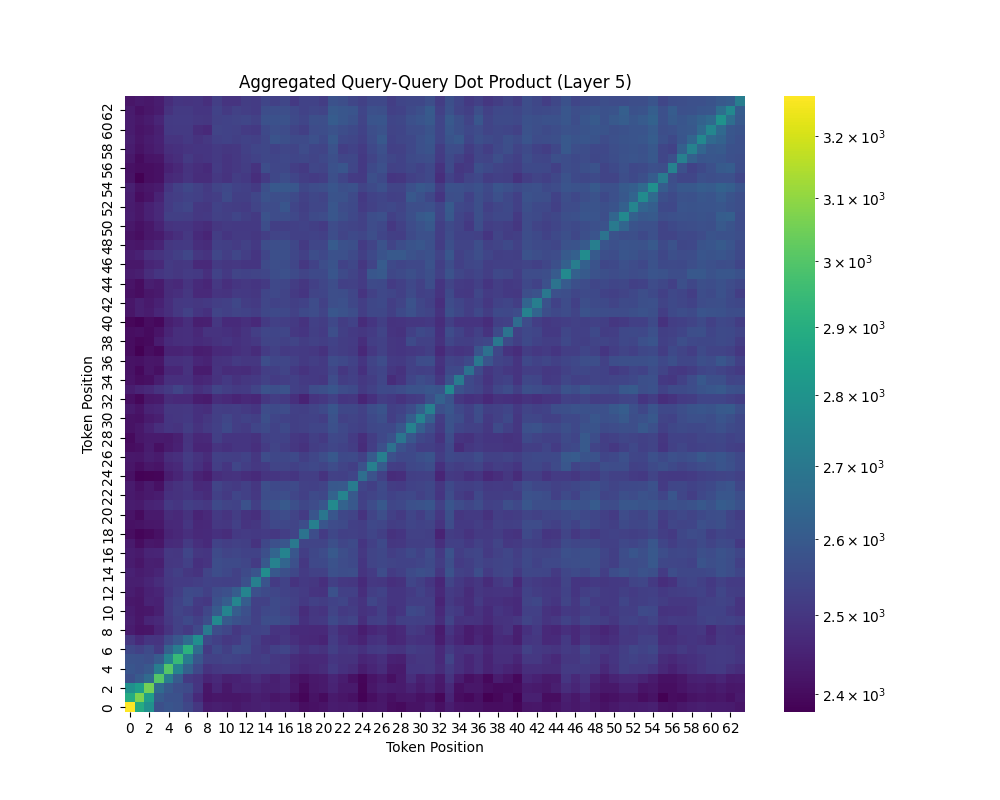 Aggregated Query-Query Dot Product (Layer 5)
Token Position
62
60
58
56
54
52
50
48
46
44
42
40
38
36
34
32
30
28
26
24
22
20
18
16
14
12
10
8
6
4
2
0
0 2 4 6 8 10 12 14 16 18 20 22 24 26 28 30 32 34 36 38 40 42 44 46 48 50 52 54 56 58 60 62
Token Position
3.2 × 10³
3.1 × 10³
3 × 10³
2.9 × 10³
2.8 × 10³
2.7 × 10³
2.6 × 10³
2.5 × 10³
2.4 × 10³